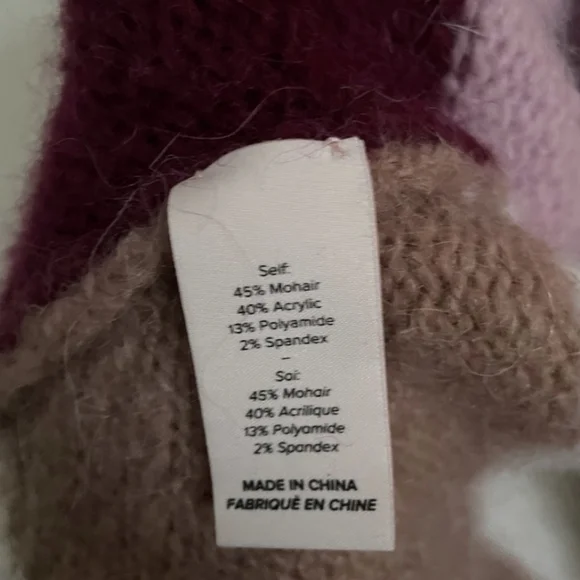 Self:
45% Mohair
40% Acrylic
13% Polyamide
2% Spandex
–
Soi:
45% Mohair
40% Acrilique
13% Polyamide
2% Spandex
MADE IN CHINA
FABRIQUÉ EN CHINE